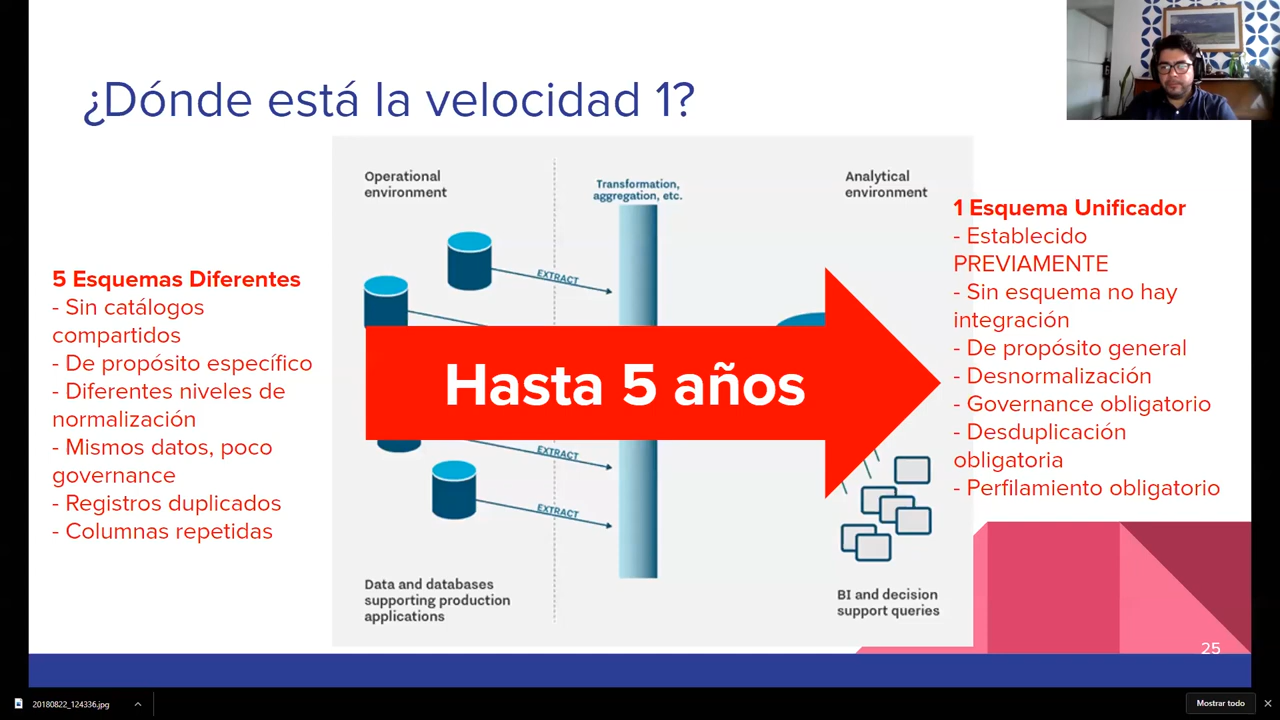 ¿Dónde está la velocidad 1?
Operational
environment
Transformation,
aggregation, etc.
Analytical
environment
5 Esquemas Diferentes
- Sin catálogos
compartidos
- De propósito específico
- Diferentes niveles de
normalización
- Mismos datos, poco
governance
- Registros duplicados
- Columnas repetidas
EXTRACT
Hasta 5 años
EXTRACT
EXTRACT
Data and databases
supporting production
applications
BI and decision
support queries
1 Esquema Unificador
- Establecido
PREVIAMENTE
- Sin esquema no hay
integración
- De propósito general
- Desnormalización
- Governance obligatorio
- Desduplicación
obligatoria
- Perfilamiento obligatorio
25
20180822_124336.jpg
Mostrar todo